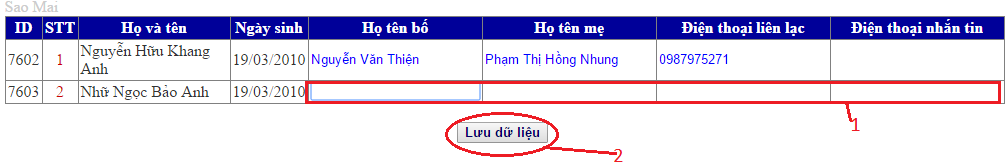 Sao Mai
ID STT Họ và tên Ngày sinh Họ tên bố Họ tên mẹ Điện thoại liên lạc Điện thoại nhắn tin
7602 1 Nguyễn Hữu Khang Anh 19/03/2010 Nguyễn Văn Thiện Phạm Thị Hồng Nhung 0987975271
7603 2 Nhữ Ngọc Bảo Anh 19/03/2010
1
Lưu dữ liệu
2